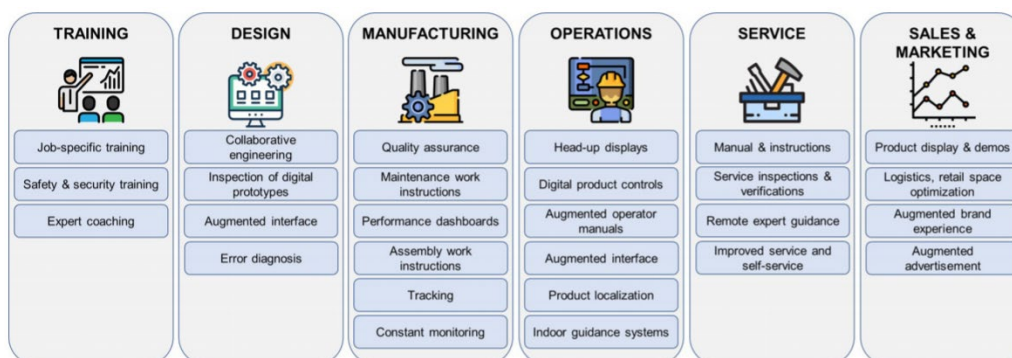 TRAINING
Job-specific training
Safety & security training
Expert coaching
DESIGN
Collaborative
engineering
Inspection of digital
prototypes
Augmented interface
Error diagnosis
MANUFACTURING
Quality assurance
Maintenance work
instructions
Performance dashboards
Assembly work
instructions
Tracking
Constant monitoring
OPERATIONS
Head-up displays
Digital product controls
Augmented operator
manuals
Augmented interface
Product localization
Indoor guidance systems
SERVICE
Manual & instructions
Service inspections &
verifications
Remote expert guidance
Improved service and
self-service
SALES &
MARKETING
Product display & demos
Logistics, retail space
optimization
Augmented brand
experience
Augmented
advertisement